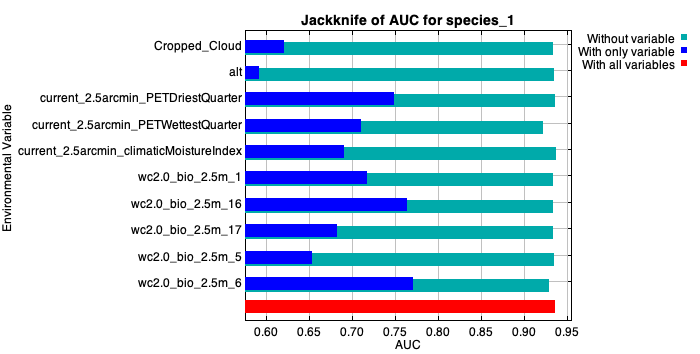 Jackknife of AUC for species_1
Without variable
With only variable
With all variables
Environmental Variable
Cropped_Cloud
alt
current_2.5arcmin_PETDriestQuarter
current_2.5arcmin_PETWettestQuarter
current_2.5arcmin_climaticMoistureIndex
wc2.0_bio_2.5m_1
wc2.0_bio_2.5m_16
wc2.0_bio_2.5m_17
wc2.0_bio_2.5m_5
wc2.0_bio_2.5m_6
0.60 0.65 0.70 0.75 0.80 0.85 0.90 0.95
AUC